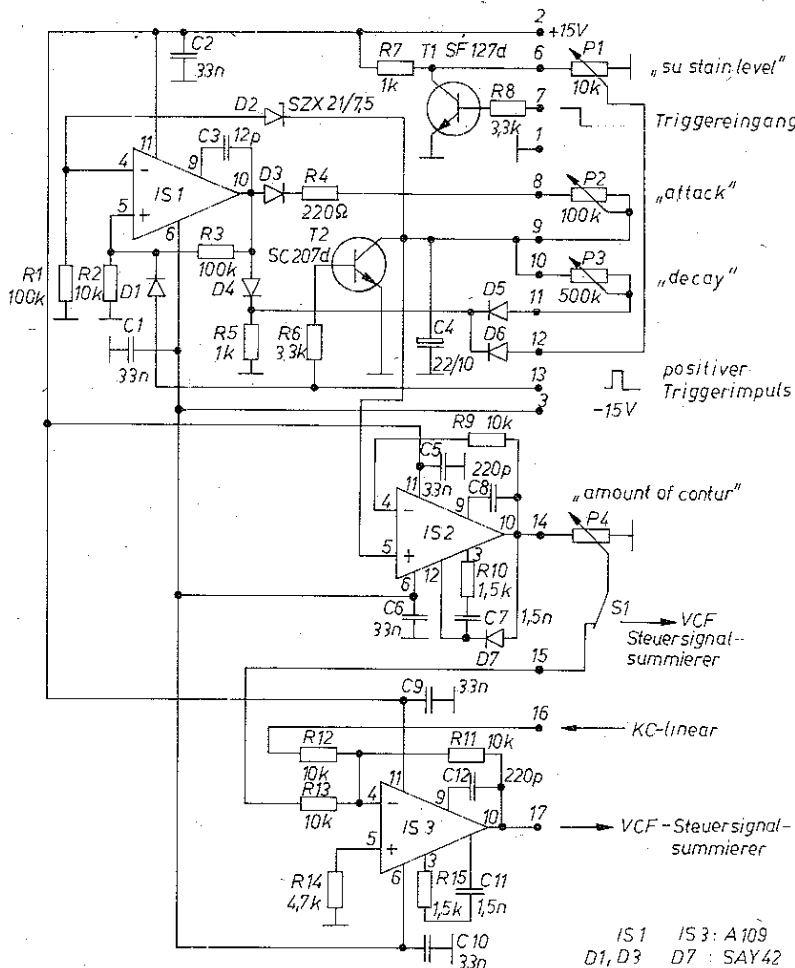 2
+15V
C2
33n
R7
1k
T1 SF 127d
6
P1
10k
„su stain level"
D2
SZX 21/7,5
R8
3,3k
7
Triggereingang
1
11
C3
12p
9
4
−
IS1
10
D3
R4
220Ω
8
P2
100k
„attack"
5
+
6
T2
SC207d
9
R3
100k
10
P3
500k
„decay"
R1
100k
R2
10k
D1
D4
D5
11
C1
33n
R5
1k
R6
3,3k
C4
22/10
D6
12
13
positiver
Triggerimpuls
3
−15V
R9
10k
C5
33n
220p
11
4
−
C8
9
„amount of contur"
IS2
10
14
P4
5
+
3
12
6
R10
1,5k
C6
33n
C7
1,5n
D7
S1
VCF
Steuersignal-
summierer
15
C9
33n
16
KC-linear
R12
10k
R11
10k
11
C12
220p
R13
10k
9
4
−
IS3
10
17
VCF-Steuersignal-
summierer
5
+
3
6
R14
4,7k
R15
1,5k
C11
1,5n
C10
33n
IS1 IS3: A109
D1, D3 D7: SAY42